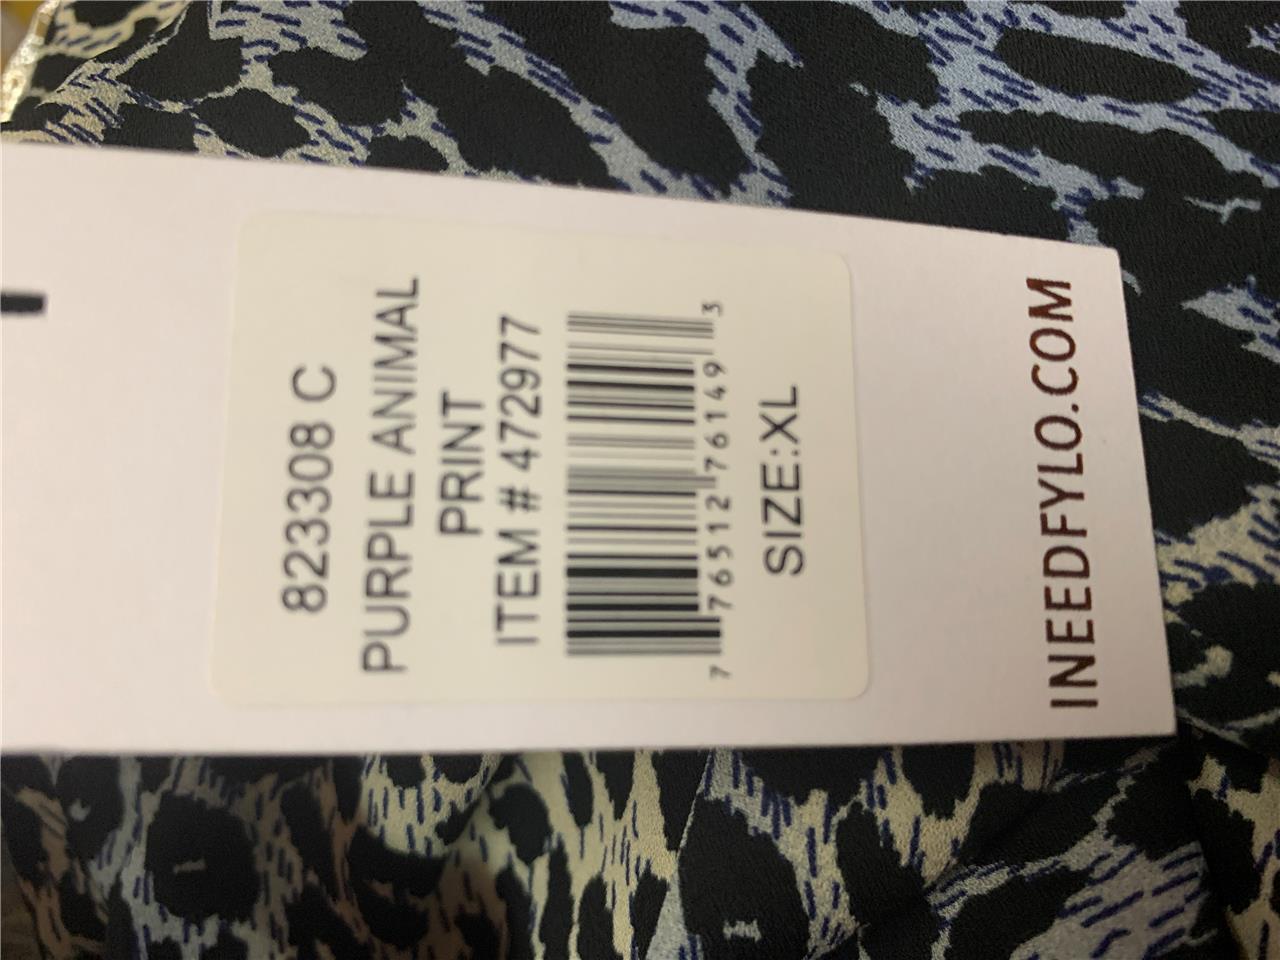 823308 C
PURPLE ANIMAL
PRINT
ITEM # 472977
7 76512 76149 3
SIZE:XL
INEEDFYLO.COM